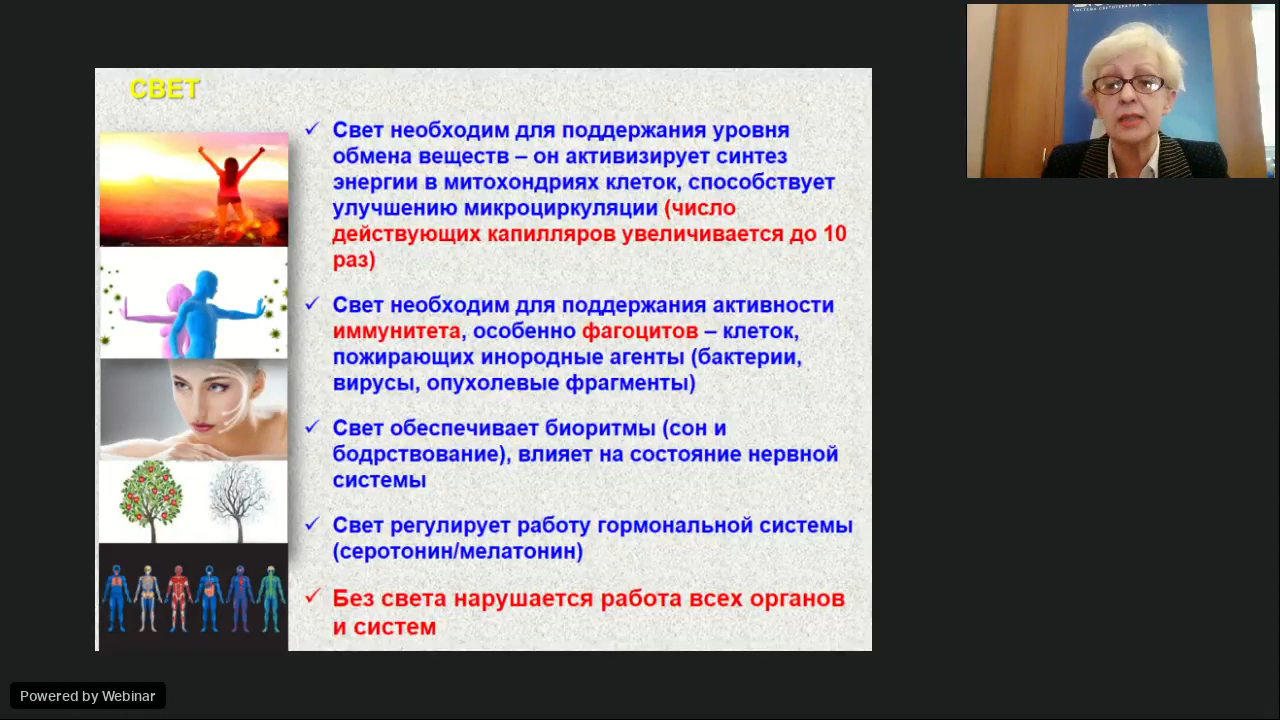 СВЕТ
Свет необходим для поддержания уровня
обмена веществ – он активизирует синтез
энергии в митохондриях клеток, способствует
улучшению микроциркуляции (число
действующих капилляров увеличивается до 10
раз)
Свет необходим для поддержания активности
иммунитета, особенно фагоцитов – клеток,
пожирающих инородные агенты (бактерии,
вирусы, опухолевые фрагменты)
Свет обеспечивает биоритмы (сон и
бодрствование), влияет на состояние нервной
системы
Свет регулирует работу гормональной системы
(серотонин/мелатонин)
Без света нарушается работа всех органов
и систем
Powered by Webinar